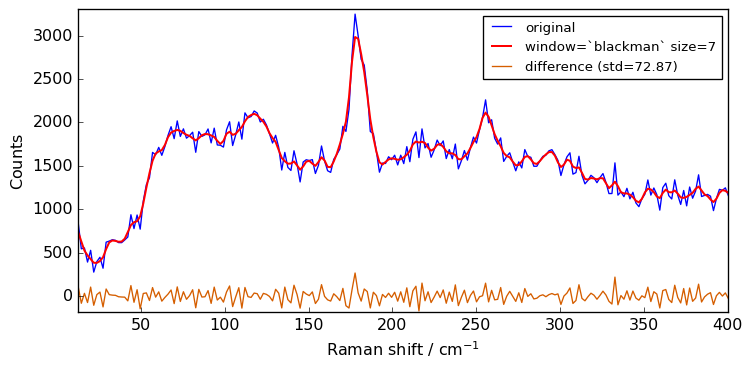 original
window=`blackman` size=7
difference (std=72.87)
3000
2500
2000
1500
1000
500
0
Counts
50 100 150 200 250 300 350 400
Raman shift / cm⁻¹